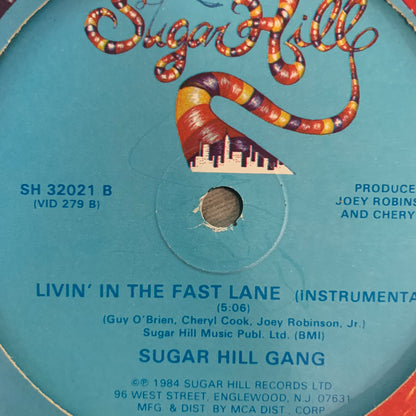 Sugar Hill
SH 32021 B
(VID 279 B)
PRODUCE
JOEY ROBINS
AND CHERY
LIVIN' IN THE FAST LANE (INSTRUMENTA
(5:06)
(Guy O'Brien, Cheryl Cook, Joey Robinson, Jr.)
Sugar Hill Music Publ. Ltd. (BMI)
SUGAR HILL GANG
©℗ 1984 SUGAR HILL RECORDS LTD.
96 WEST STREET, ENGLEWOOD, N.J. 07631
MFG. & DIST. BY MCA DIST. CORP.